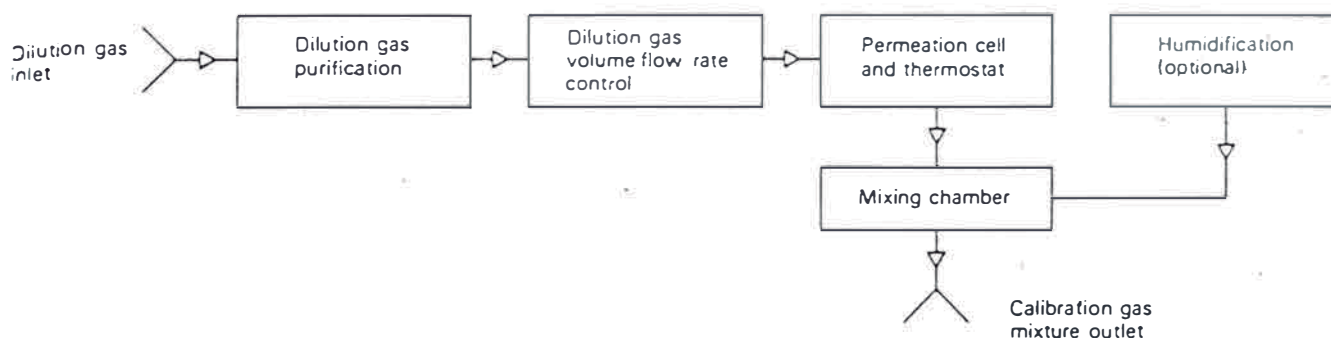 Dilution gas
inlet
Dilution gas
purification
Dilution gas
volume flow rate
control
Permeation cell
and thermostat
Humidification
(optional)
Mixing chamber
Calibration gas
mixture outlet